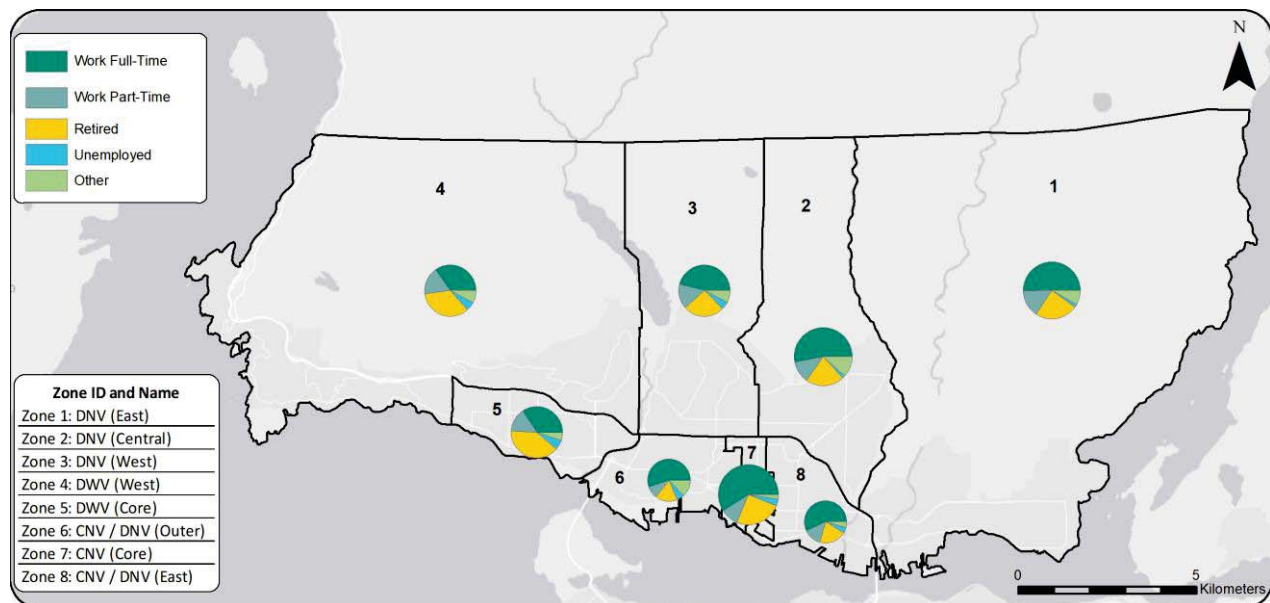 N
Work Full-Time
Work Part-Time
Retired
Unemployed
Other
4
3
2
1
5
6
7
8
Zone ID and Name
Zone 1: DNV (East)
Zone 2: DNV (Central)
Zone 3: DNV (West)
Zone 4: DWV (West)
Zone 5: DWV (Core)
Zone 6: CNV / DNV (Outer)
Zone 7: CNV (Core)
Zone 8: CNV / DNV (East)
0 5
Kilometers